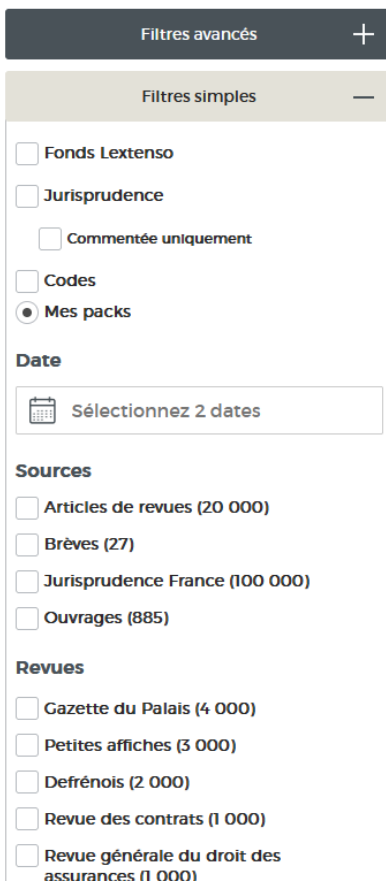 Filtres avancés
Filtres simples
Fonds Lextenso
Jurisprudence
Commentée uniquement
Codes
Mes packs
Date
Sélectionnez 2 dates
Sources
Articles de revues (20 000)
Brèves (27)
Jurisprudence France (100 000)
Ouvrages (885)
Revues
Gazette du Palais (4 000)
Petites affiches (3 000)
Defrénois (2 000)
Revue des contrats (1 000)
Revue générale du droit des
assurances (1 000)